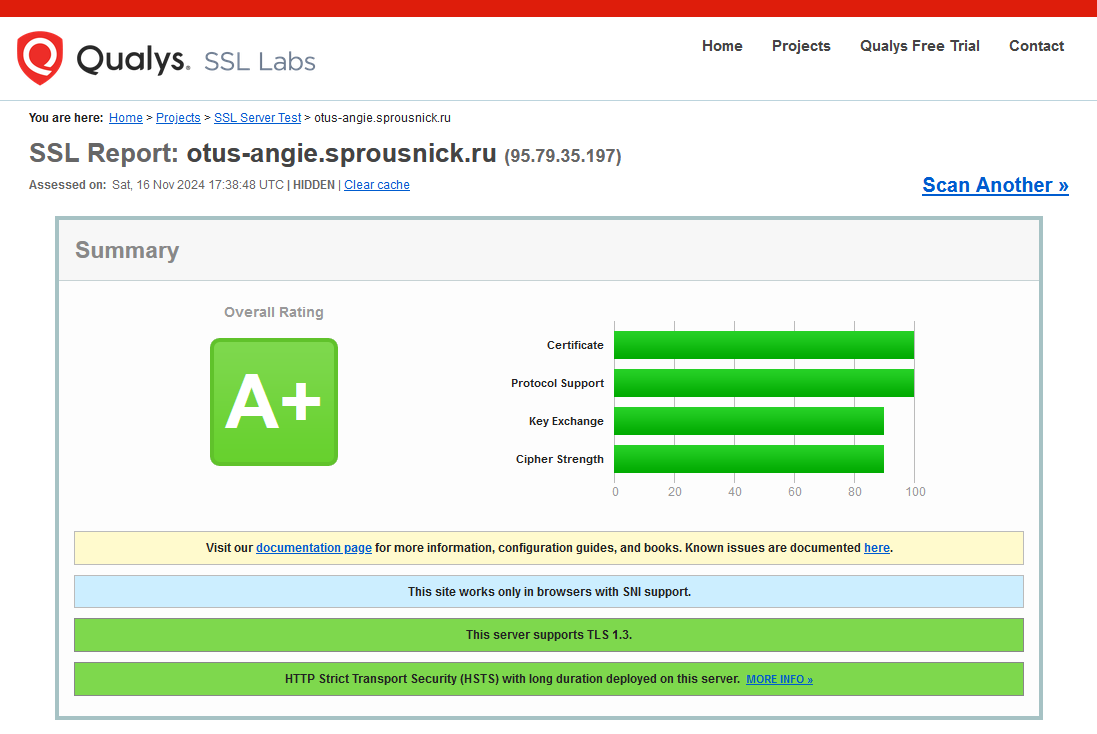 Qualys. SSL Labs
Home Projects Qualys Free Trial Contact
You are here: Home > Projects > SSL Server Test > otus-angie.sprousnick.ru
SSL Report: otus-angie.sprousnick.ru (95.79.35.197)
Assessed on: Sat, 16 Nov 2024 17:38:48 UTC | HIDDEN | Clear cache
Scan Another »
Summary
Overall Rating
A+
Certificate
Protocol Support
Key Exchange
Cipher Strength
0 20 40 60 80 100
Visit our documentation page for more information, configuration guides, and books. Known issues are documented here.
This site works only in browsers with SNI support.
This server supports TLS 1.3.
HTTP Strict Transport Security (HSTS) with long duration deployed on this server. MORE INFO »